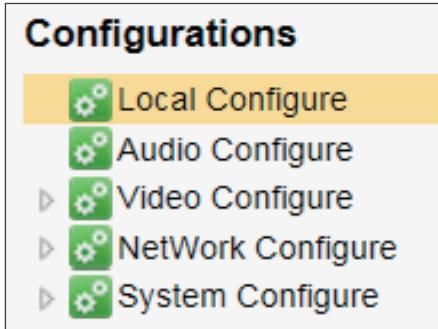 Configurations
Local Configure
Audio Configure
Video Configure
NetWork Configure
System Configure